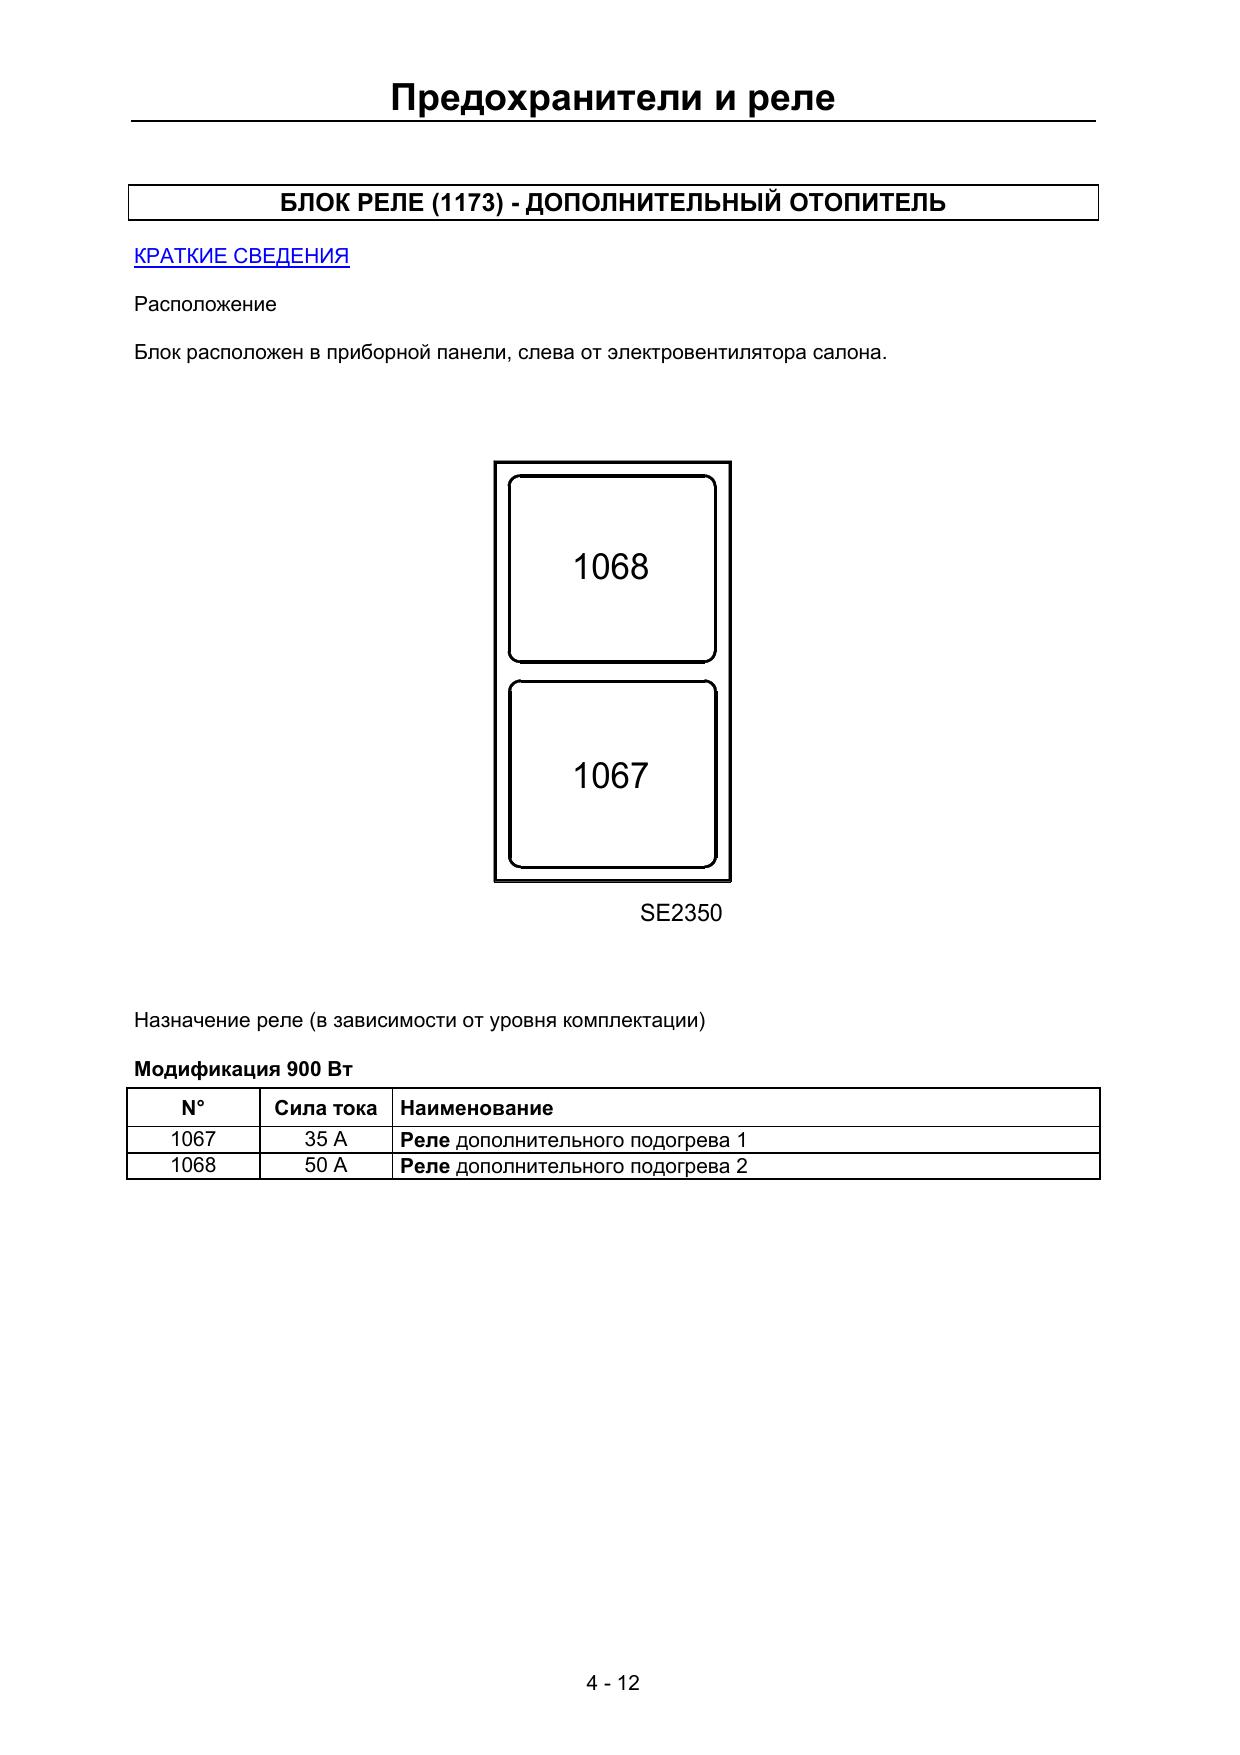 Предохранители и реле
БЛОК РЕЛЕ (1173) - ДОПОЛНИТЕЛЬНЫЙ ОТОПИТЕЛЬ
КРАТКИЕ СВЕДЕНИЯ
Расположение
Блок расположен в приборной панели, слева от электровентилятора салона.
1068
1067
SE2350
Назначение реле (в зависимости от уровня комплектации)
Модификация 900 Вт
N° Сила тока Наименование
1067 35 А Реле дополнительного подогрева 1
1068 50 А Реле дополнительного подогрева 2
4 - 12